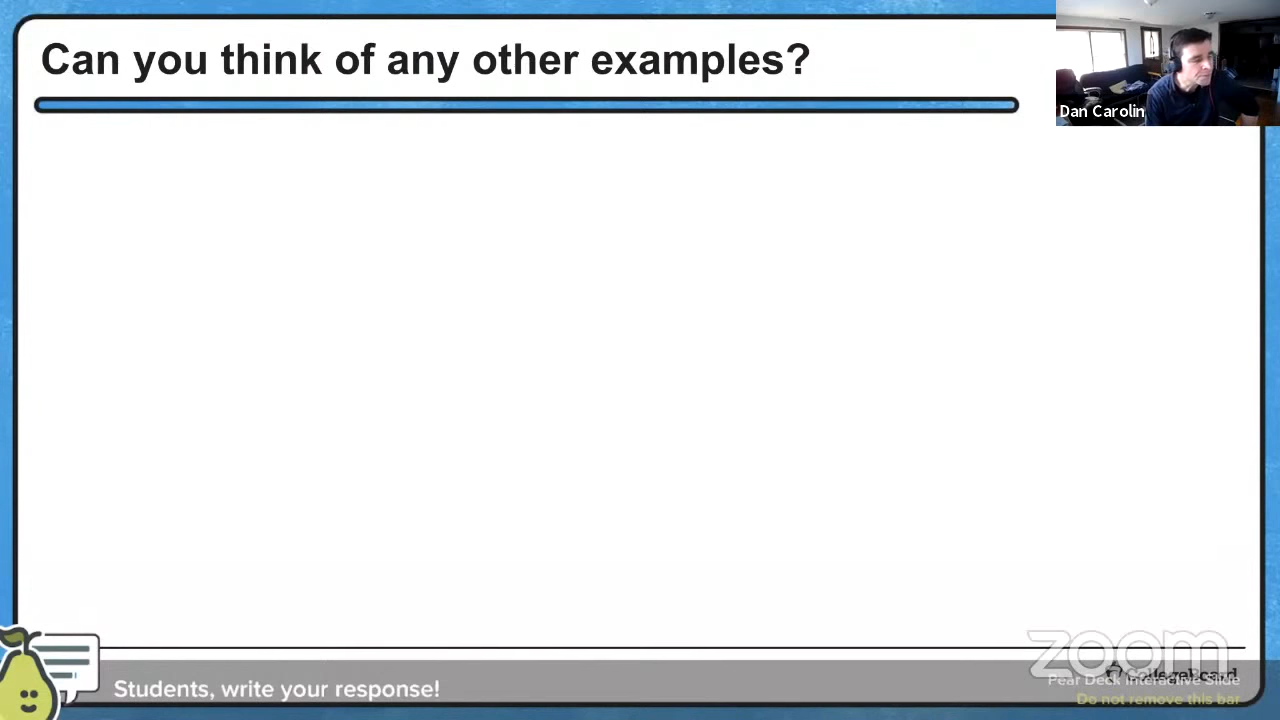 Can you think of any other examples?
Dan Carolin
zoom
CollegeBoard
Pear Deck Interactive Slide
Students, write your response!
Do not remove this bar